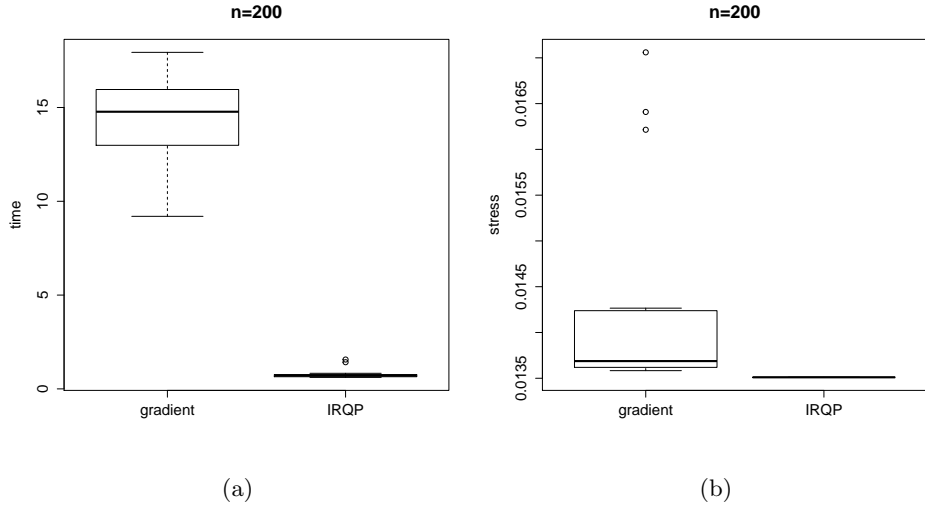 n=200
time
0
5
10
15
gradient
IRQP
(a)
n=200
stress
0.0135
0.0145
0.0155
0.0165
gradient
IRQP
(b)